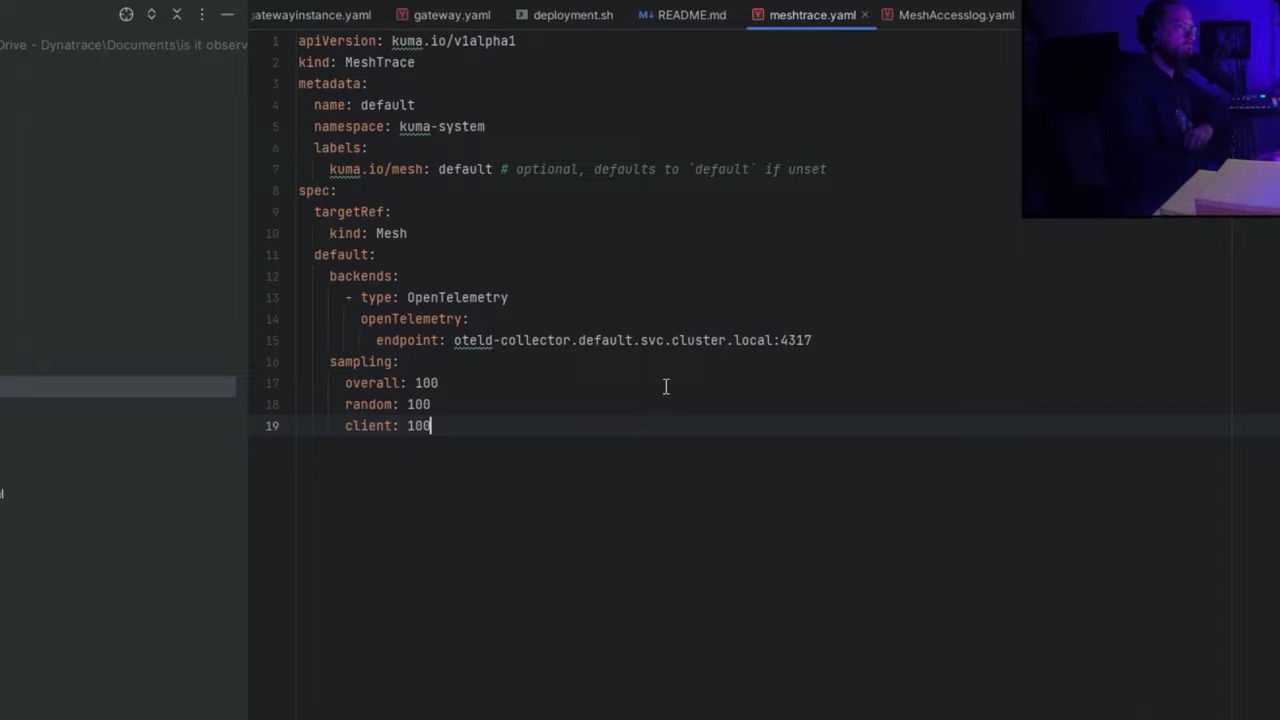 gatewayinstance.yaml gateway.yaml deployment.sh README.md meshtrace.yaml MeshAccesslog.yaml
Drive - Dynatrace\Documents\is it observ
1 apiVersion: kuma.io/v1alpha1
2 kind: MeshTrace
3 metadata:
4 name: default
5 namespace: kuma-system
6 labels:
7 kuma.io/mesh: default # optional, defaults to `default` if unset
8 spec:
9 targetRef:
10 kind: Mesh
11 default:
12 backends:
13 - type: OpenTelemetry
14 openTelemetry:
15 endpoint: oteld-collector.default.svc.cluster.local:4317
16 sampling:
17 overall: 100
18 random: 100
19 client: 100